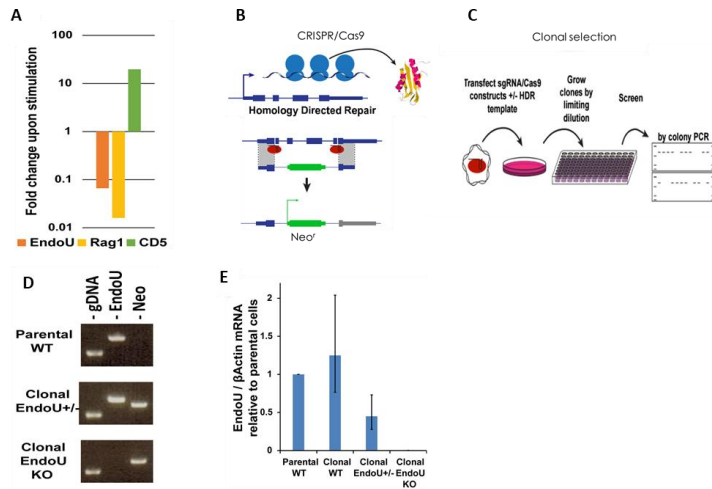 A
Fold change upon stimulation
100
10
1
0.1
0.01
EndoU Rag1 CD5
B
CRISPR/Cas9
Homology Directed Repair
Neoʳ
C
Clonal selection
Transfect sgRNA/Cas9
constructs +/- HDR
template
Grow
clones by
limiting
dilution
Screen
by colony PCR
D
- gDNA
- EndoU
- Neo
Parental
WT
Clonal
EndoU+/-
Clonal
EndoU
KO
E
EndoU / βActin mRNA
relative to parental cells
2
1.5
1
0.5
0
Parental
WT
Clonal
WT
Clonal
EndoU+/-
Clonal
EndoU
KO